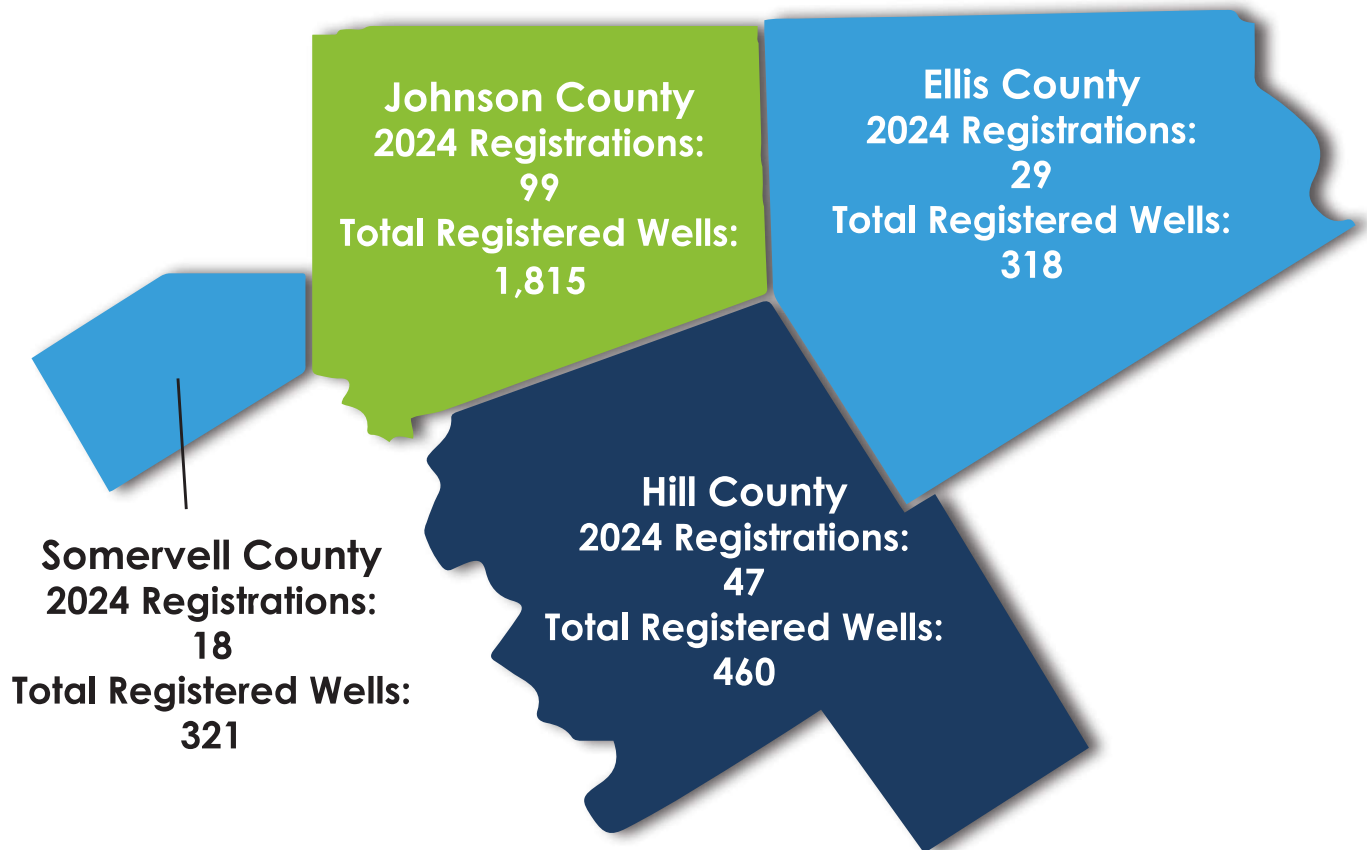 Johnson County
2024 Registrations:
99
Total Registered Wells:
1,815
Ellis County
2024 Registrations:
29
Total Registered Wells:
318
Somervell County
2024 Registrations:
18
Total Registered Wells:
321
Hill County
2024 Registrations:
47
Total Registered Wells:
460